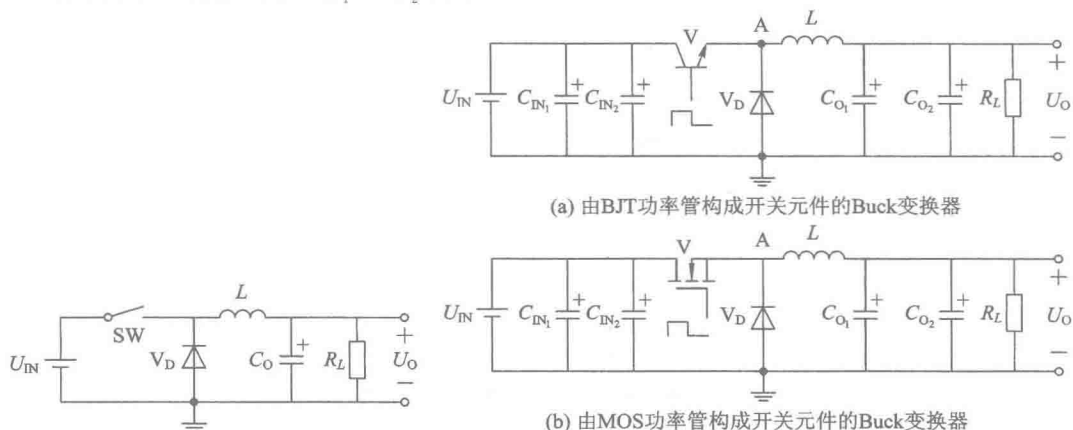 V
A
L
U_IN
C_IN₁
+
C_IN₂
+
V_D
C_O₁
+
C_O₂
+
R_L
+
U_O
−
(a) 由BJT功率管构成开关元件的Buck变换器
V
A
L
U_IN
C_IN₁
+
C_IN₂
+
V_D
C_O₁
+
C_O₂
+
R_L
+
U_O
−
(b) 由MOS功率管构成开关元件的Buck变换器
L
SW
U_IN
V_D
C_O
+
R_L
+
U_O
−